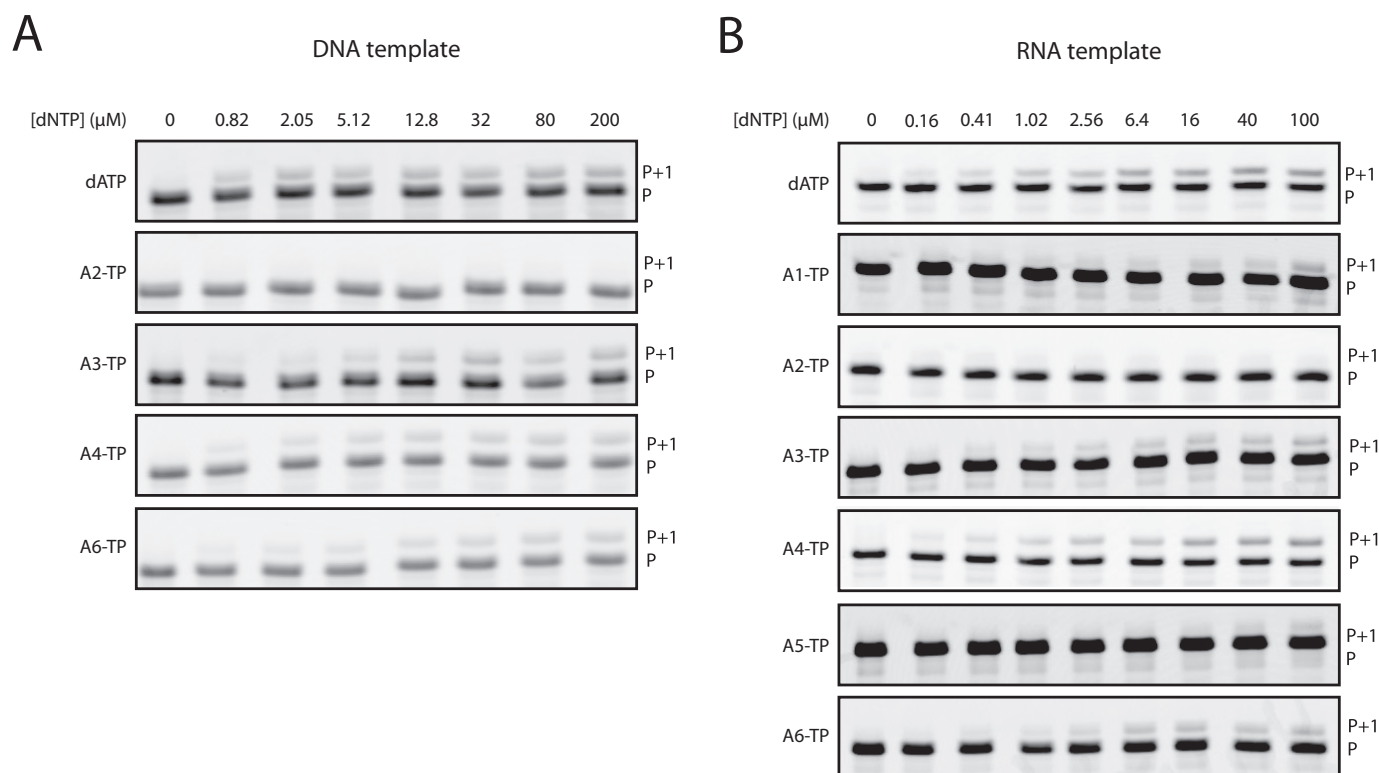 A
DNA template
[dNTP] (μM) 0 0.82 2.05 5.12 12.8 32 80 200
dATP P+1
P
A2-TP P+1
P
A3-TP P+1
P
A4-TP P+1
P
A6-TP P+1
P
B
RNA template
[dNTP] (μM) 0 0.16 0.41 1.02 2.56 6.4 16 40 100
dATP P+1
P
A1-TP P+1
P
A2-TP P+1
P
A3-TP P+1
P
A4-TP P+1
P
A5-TP P+1
P
A6-TP P+1
P